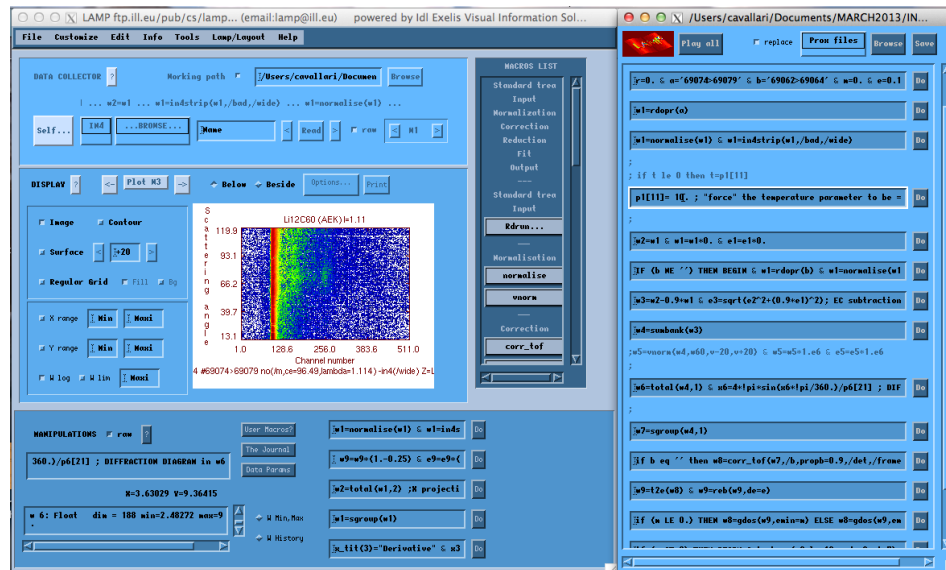 LAMP ftp.ill.eu/pub/cs/lamp... (email:lamp@ill.eu) powered by Idl Exelis Visual Information Sol...
File Customize Edit Info Tools Lamp/Layout Help
DATA COLLECTOR ? Working path /Users/cavallari/Documen Browse
| ... w2=w1 ... w1=in4strip(w1,/bad,/wide) ... w1=normalise(w1) ...
Self... IN4 ...BROWSE... Name < Read > raw < W1 >
DISPLAY ? <- Plot W3 -> Below Beside Options... Print
Image Contour
Surface < +20 >
Regular Grid Fill Bg
X range Min Maxi
Y range Min Maxi
W log W lin Maxi
Li12C60 (AEK) I=1.11
Scattering angle
119.9
93.1
66.2
39.7
13.1
1.0 128.6 256.0 383.6 511.0
Channel number
4 #69074>69079 no(/m,ce=96.49,lambda=1.114) -in4(/wide) Z=L
MACROS LIST
Standard trea
Input
Normalization
Correction
Reduction
Fit
Output
---
Standard trea
Input
Rdrun...
---
Normalisation
normalise
vnorm
---
Correction
corr_tof
MANIPULATIONS raw ?
360.)/p6[21] ; DIFFRACTION DIAGRAM in w6
X=3.63029 Y=9.36415
w 6: Float dim = 188 min=2.48272 max=9
User Macros?
The Journal
Data Params
W Min,Max
W History
w1=normalise(w1) & w1=in4s Do
w9=w9*(1.-0.25) & e9=e9*( Do
w2=total(w1,2) ;X projecti Do
w1=sgroup(w1) Do
x_tit(3)="Derivative" & x3 Do
/Users/cavallari/Documents/MARCH2013/IN...
Play all replace Prox files Browse Save
r=0. & a='69074>69079' & b='69062>69064' & m=0. & e=0.1 Do
w1=rdopr(a) Do
w1=normalise(w1) & w1=in4strip(w1,/bad,/wide) Do
;
; if t le 0 then t=p1[11]
p1[11]= 10. ; "force" the temperature parameter to be = Do
;
w2=w1 & w1=w1*0. & e1=e1*0. Do
IF (b NE '') THEN BEGIN & w1=rdopr(b) & w1=normalise(w1 Do
w3=w2-0.9*w1 & e3=sqrt(e2^2+(0.9*e1)^2); EC subtraction Do
w4=sumbank(w3) Do
;w5=vnorm(w4,w60,v-20,v+20) & w5=w5*1.e6 & e5=e5*1.e6
w6=total(w4,1) & x6=4*!pi*sin(x6*!pi/360.)/p6[21] ; DIF Do
;
w7=sgroup(w4,1) Do
if b eq '' then w8=corr_tof(w7,/b,propb=0.9,/det,/frame Do
w9=t2e(w8) & w9=reb(w9,de=e) Do
if (m LE 0.) THEN w8=gdos(w9,emin=m) ELSE w8=gdos(w9,em Do